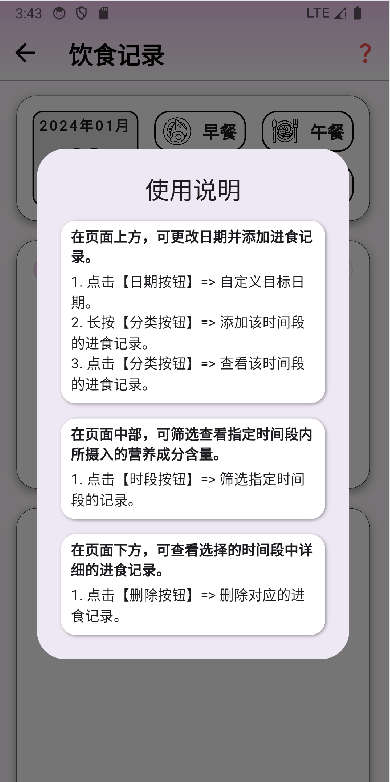 3:43
LTE
饮食记录
?
2024年01月
早餐
午餐
使用说明
在页面上方，可更改日期并添加进食记
录。
1. 点击【日期按钮】=> 自定义目标日
期。
2. 长按【分类按钮】=> 添加该时间段
的进食记录。
3. 点击【分类按钮】=> 查看该时间段
的进食记录。
在页面中部，可筛选查看指定时间段内
所摄入的营养成分含量。
1. 点击【时段按钮】=> 筛选指定时间
段的记录。
在页面下方，可查看选择的时间段中详
细的进食记录。
1. 点击【删除按钮】=> 删除对应的进
食记录。